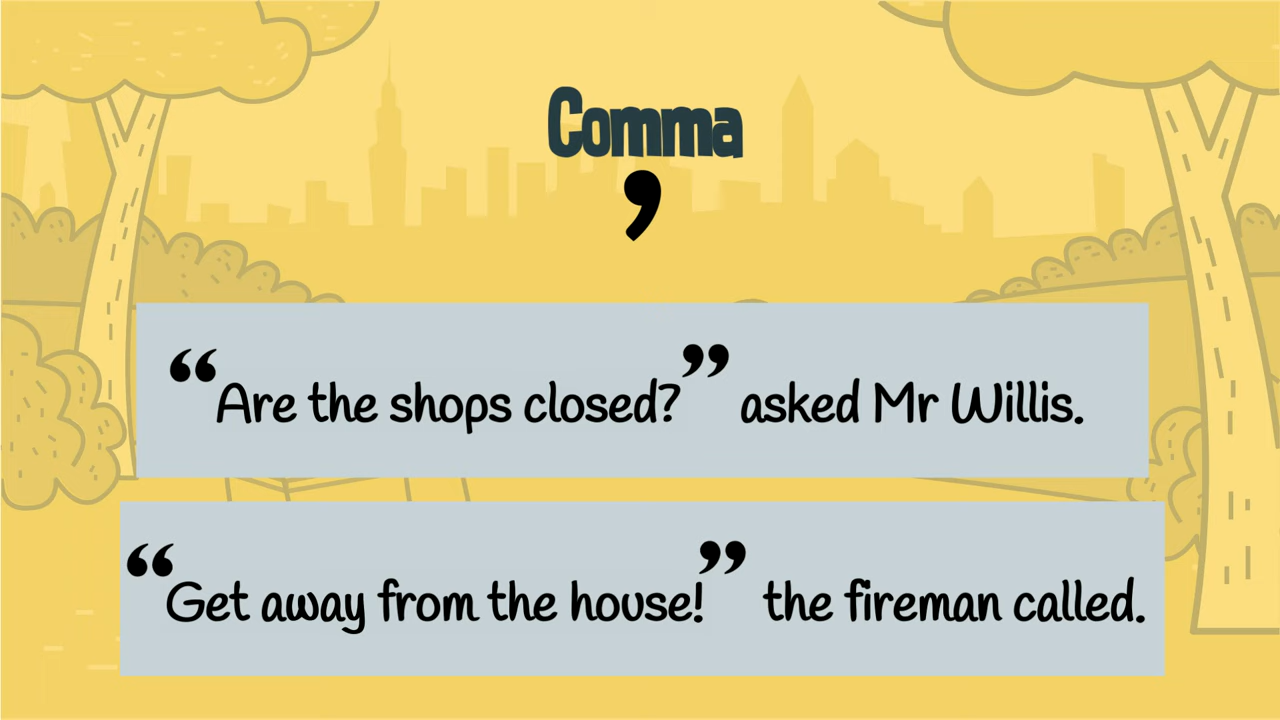 Comma
,
“Are the shops closed?” asked Mr Willis.
“Get away from the house!” the fireman called.